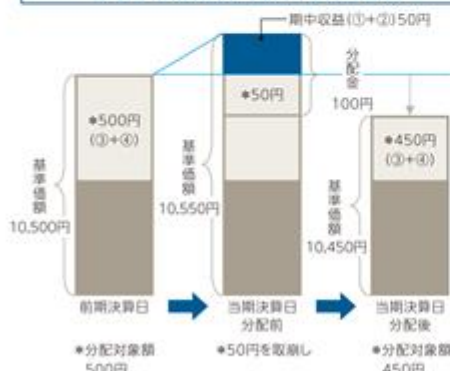 期中収益(①+②)50円
*500円
(③+④)
基準価額
10,500円
*50円
分配金
100円
基準価額
10,550円
*450円
(③+④)
基準価額
10,450円
前期決算日
当期決算日
分配前
当期決算日
分配後
*分配対象額
500円
*50円を取崩し
*分配対象額
450円